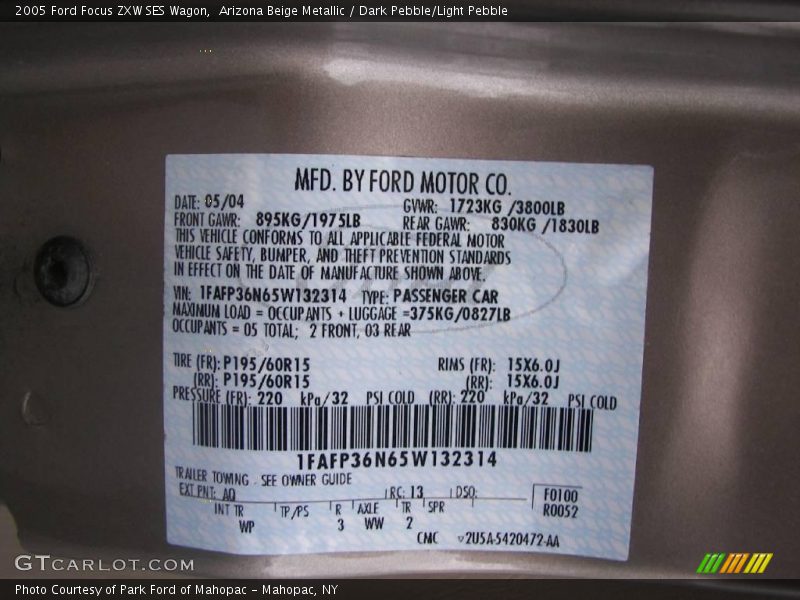 2005 Ford Focus ZXW SES Wagon,  Arizona Beige Metallic / Dark Pebble/Light Pebble
MFD. BY FORD MOTOR CO.
DATE: 05/04 GVWR: 1723KG /3800LB
FRONT GAWR: 895KG/1975LB REAR GAWR: 830KG /1830LB
THIS VEHICLE CONFORMS TO ALL APPLICABLE FEDERAL MOTOR
VEHICLE SAFETY, BUMPER, AND THEFT PREVENTION STANDARDS
IN EFFECT ON THE DATE OF MANUFACTURE SHOWN ABOVE.
VIN: 1FAFP36N65W132314 TYPE: PASSENGER CAR
MAXIMUM LOAD = OCCUPANTS + LUGGAGE =375KG/0827LB
OCCUPANTS = 05 TOTAL; 2 FRONT, 03 REAR
TIRE (FR): P195/60R15 RIMS (FR): 15X6.0J
(RR): P195/60R15 (RR): 15X6.0J
PRESSURE (FR): 220 kPa/32 PSI COLD (RR): 220 kPa/32 PSI COLD
1FAFP36N65W132314
TRAILER TOWING - SEE OWNER GUIDE
EXT PNT: AQ RC: 13 DSO: F0100
INT TR TP/PS R AXLE TR SPR R0052
WP 3 WW 2
CMC 2U5A-5420472-AA
GTCARLOT.COM
Photo Courtesy of Park Ford of Mahopac - Mahopac, NY